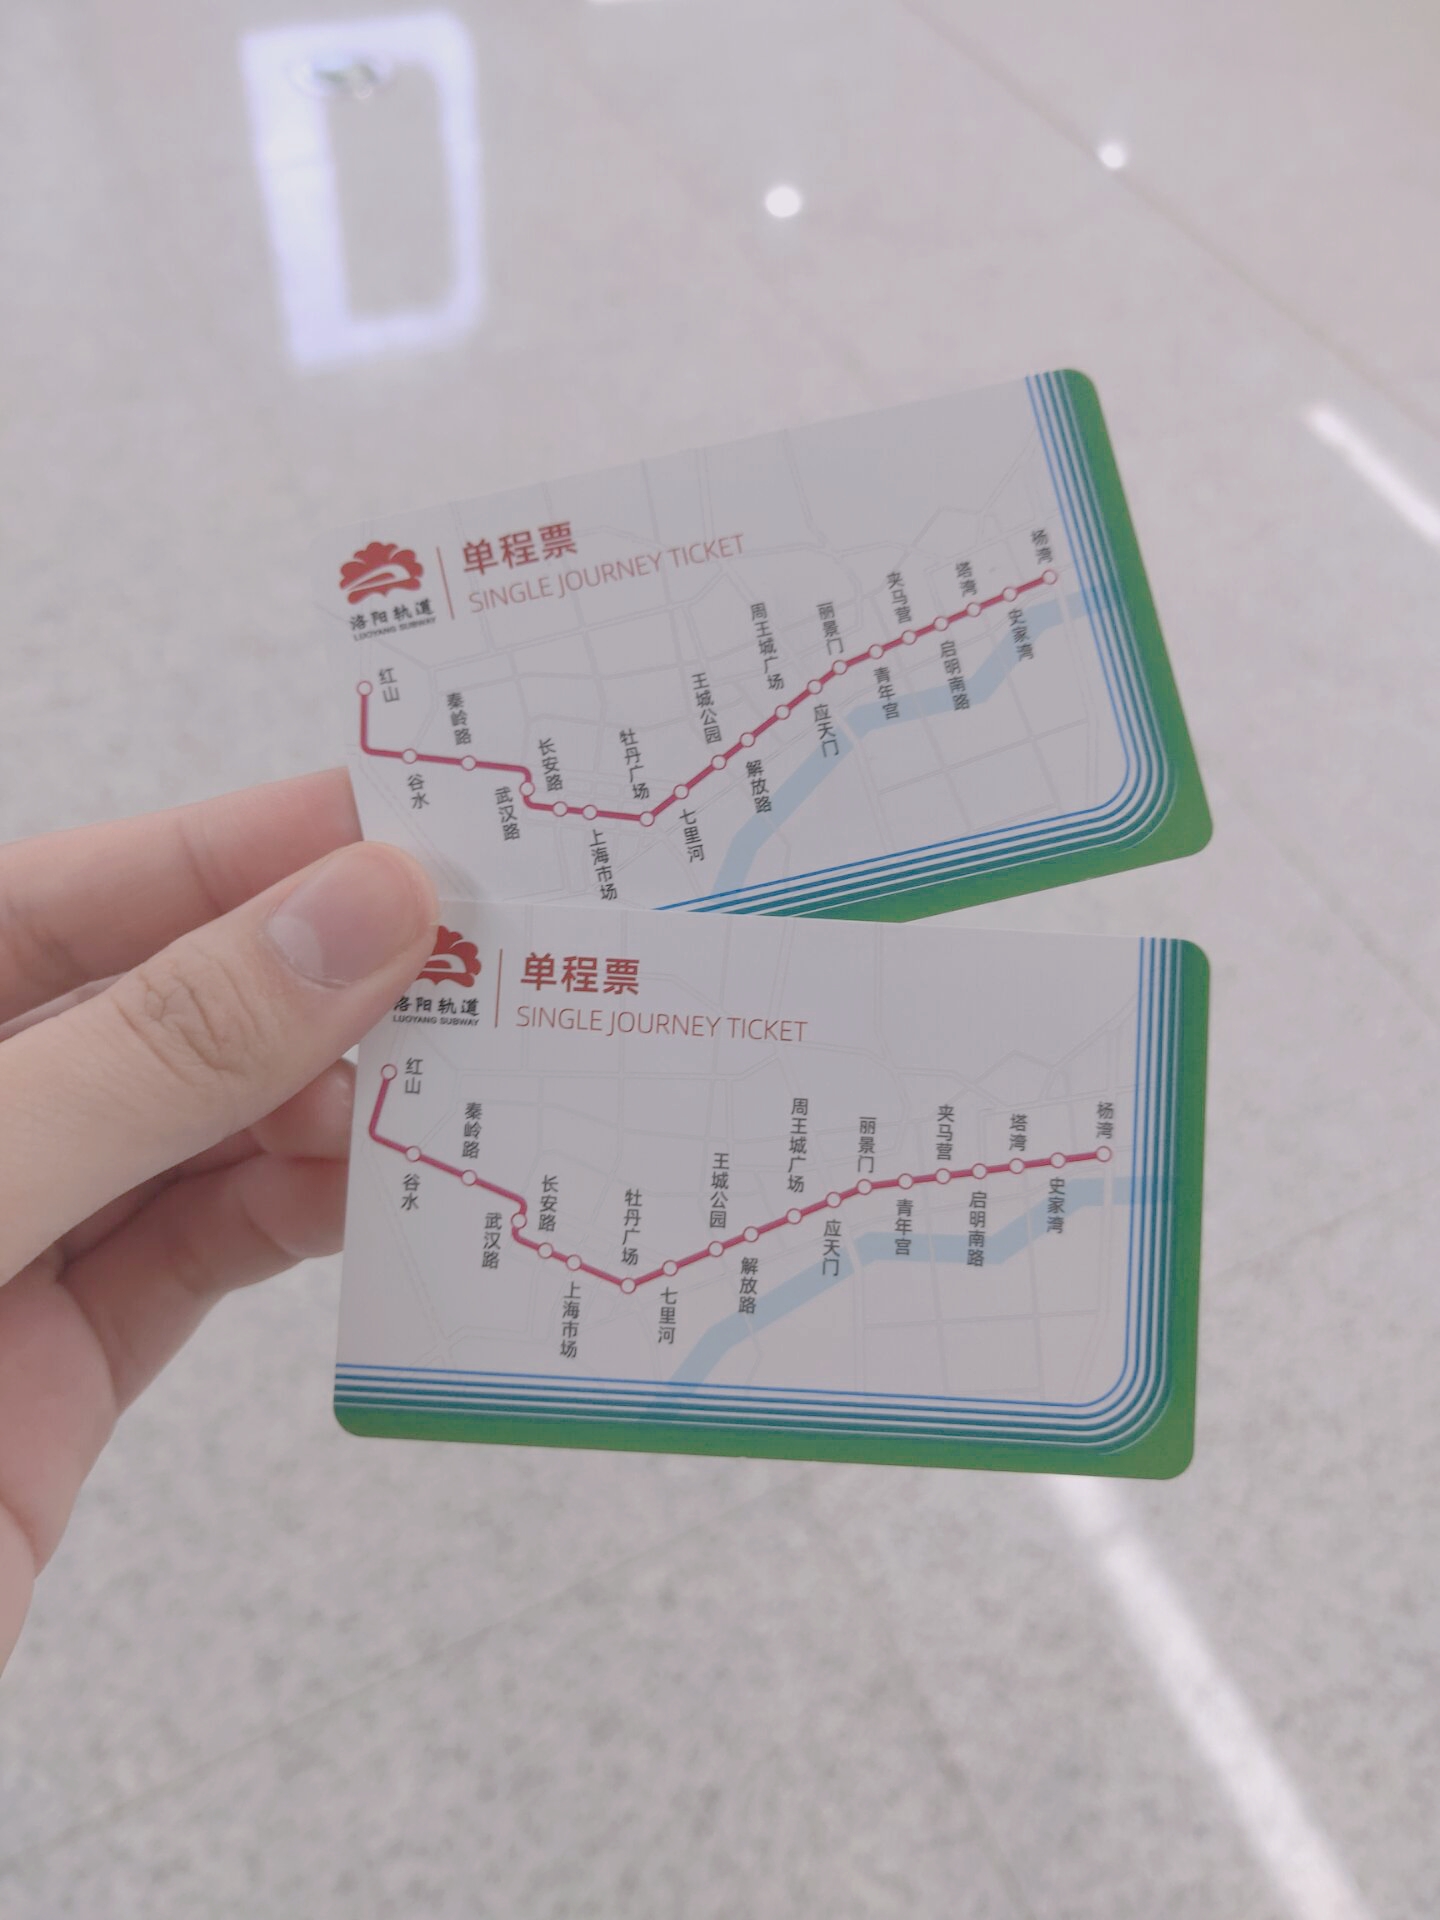 单程票
SINGLE JOURNEY TICKET
洛阳轨道
LUOYANG SUBWAY
红山
谷水
秦岭路
武汉路
长安路
上海市场
牡丹广场
七里河
王城公园
解放路
周王城广场
应天门
丽景门
青年宫
夹马营
启明南路
塔湾
史家湾
杨湾
单程票
SINGLE JOURNEY TICKET
洛阳轨道
LUOYANG SUBWAY
红山
谷水
秦岭路
武汉路
长安路
上海市场
牡丹广场
七里河
王城公园
解放路
周王城广场
应天门
丽景门
青年宫
夹马营
启明南路
塔湾
史家湾
杨湾